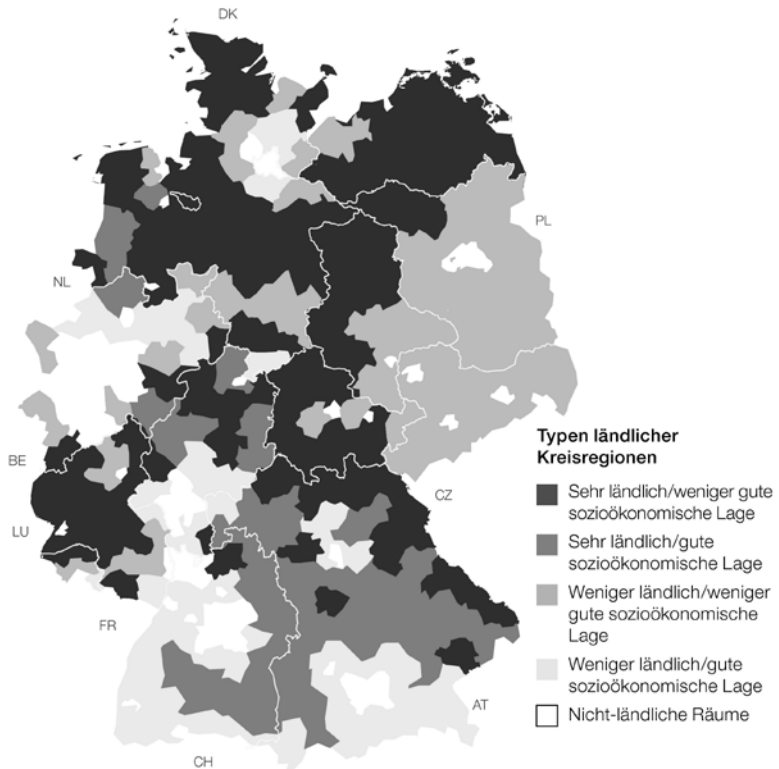 DK
PL
NL
BE
LU
CZ
FR
AT
CH
Typen ländlicher
Kreisregionen
Sehr ländlich/weniger gute
sozioökonomische Lage
Sehr ländlich/gute
sozioökonomische Lage
Weniger ländlich/weniger
gute sozioökonomische
Lage
Weniger ländlich/gute
sozioökonomische Lage
Nicht-ländliche Räume